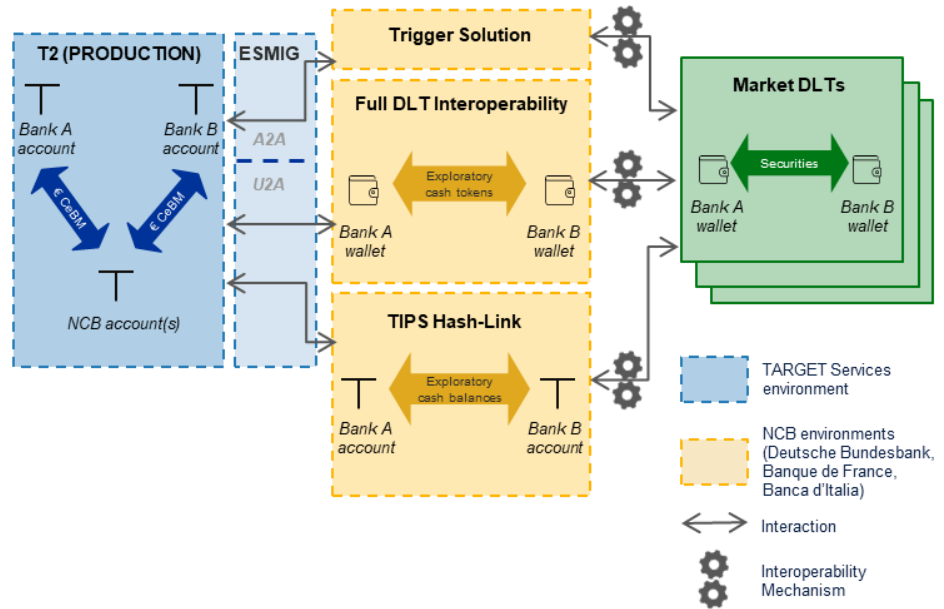 T2 (PRODUCTION)
Bank A
account
Bank B
account
€ CeBM
€ CeBM
NCB account(s)
ESMIG
A2A
U2A
Trigger Solution
Full DLT Interoperability
Exploratory
cash tokens
Bank A
wallet
Bank B
wallet
TIPS Hash-Link
Exploratory
cash balances
Bank A
account
Bank B
account
Market DLTs
Securities
Bank A
wallet
Bank B
wallet
TARGET Services
environment
NCB environments
(Deutsche Bundesbank,
Banque de France,
Banca d'Italia)
Interaction
Interoperability
Mechanism